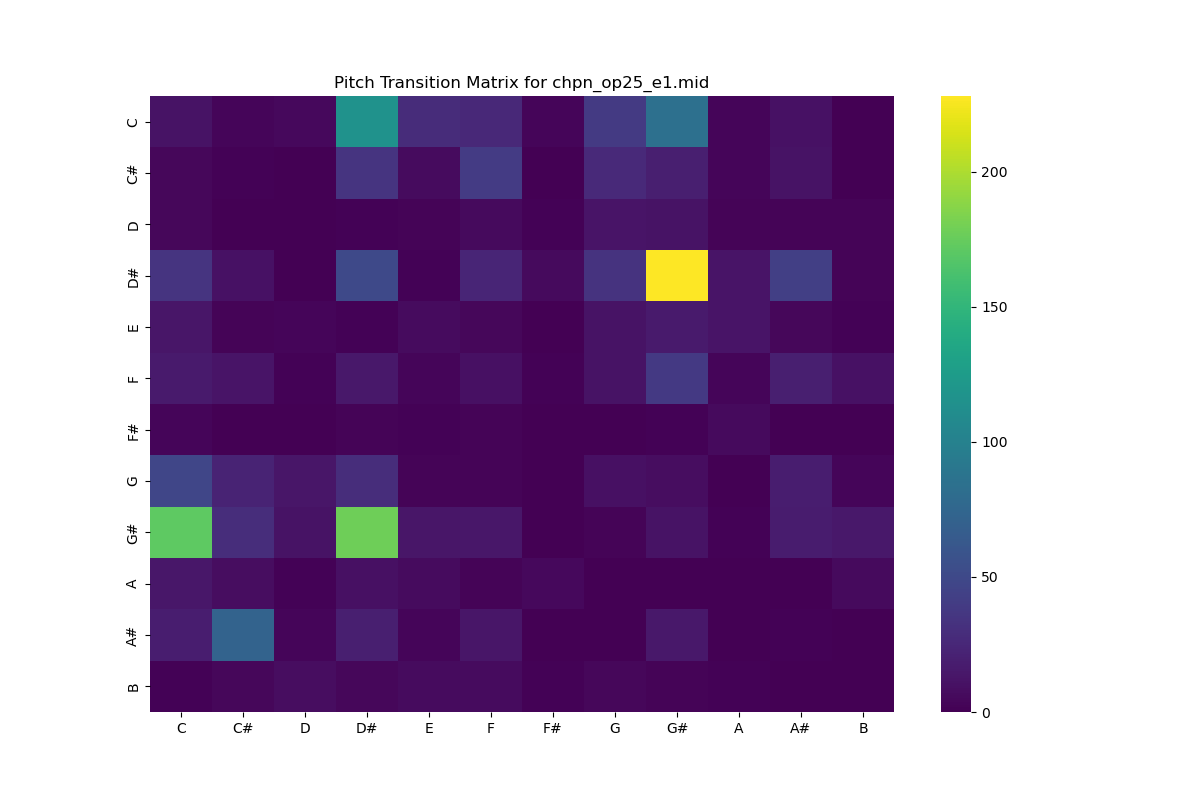 Pitch Transition Matrix for chpn_op25_e1.mid
C
C#
D
D#
E
F
F#
G
G#
A
A#
B
C C# D D# E F F# G G# A A# B
200
150
100
50
0